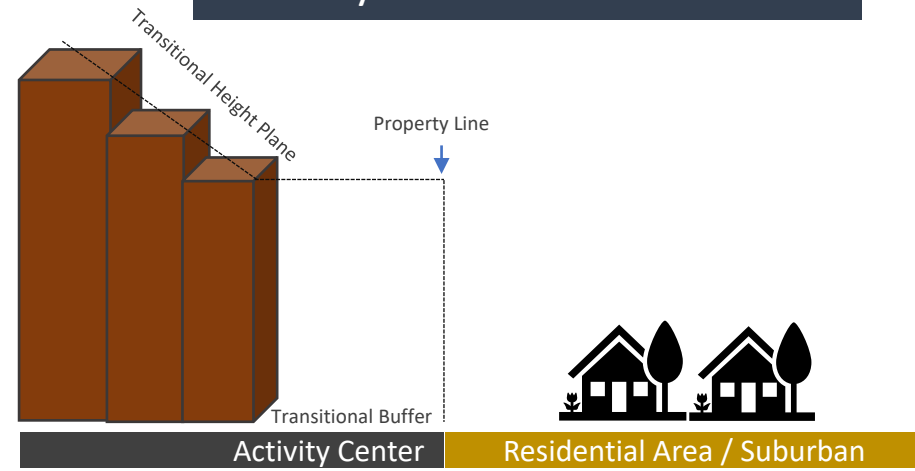 Transitional Height Plane
Property Line
Transitional Buffer
Activity Center
Residential Area / Suburban